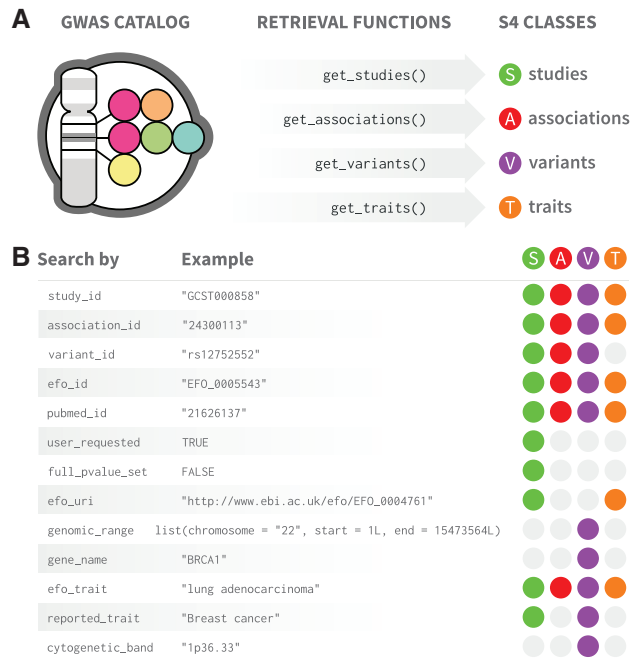 A GWAS CATALOG RETRIEVAL FUNCTIONS S4 CLASSES
get_studies() S studies
get_associations() A associations
get_variants() V variants
get_traits() T traits
B Search by Example S A V T
study_id "GCST000858"
association_id "24300113"
variant_id "rs12752552"
efo_id "EFO_0005543"
pubmed_id "21626137"
user_requested TRUE
full_pvalue_set FALSE
efo_uri "http://www.ebi.ac.uk/efo/EFO_0004761"
genomic_range list(chromosome = "22", start = 1L, end = 15473564L)
gene_name "BRCA1"
efo_trait "lung adenocarcinoma"
reported_trait "Breast cancer"
cytogenetic_band "1p36.33"